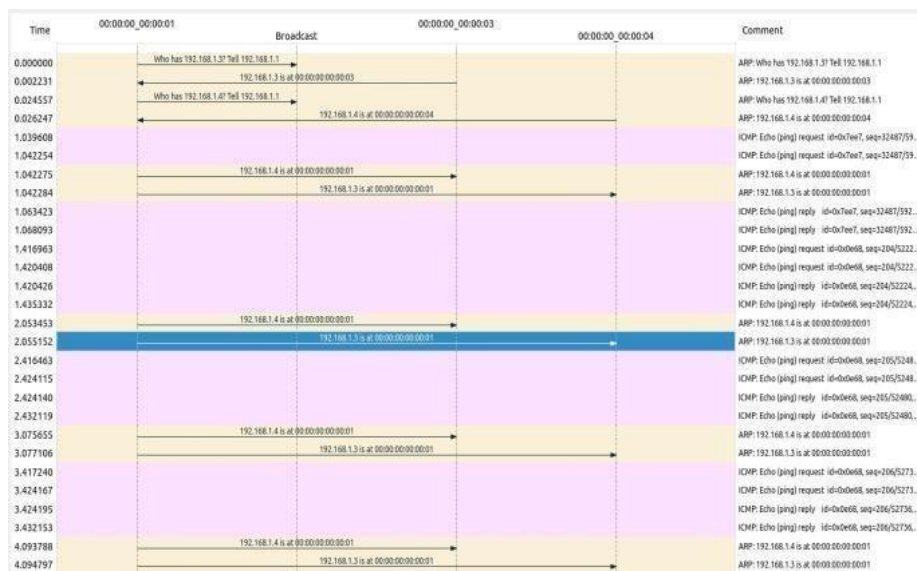 Time 00:00:00_00:00:01 Broadcast 00:00:00_00:00:03 00:00:00_00:00:04 Comment
0.000000 Who has 192.168.1.3? Tell 192.168.1.1 ARP: Who has 192.168.1.3? Tell 192.168.1.1
0.002231 192.168.1.3 is at 00:00:00:00:00:03 ARP: 192.168.1.3 is at 00:00:00:00:00:03
0.024557 Who has 192.168.1.4? Tell 192.168.1.1 ARP: Who has 192.168.1.4? Tell 192.168.1.1
0.026247 192.168.1.4 is at 00:00:00:00:00:04 ARP: 192.168.1.4 is at 00:00:00:00:00:04
1.039608 ICMP: Echo (ping) request id=0x7ee7, seq=32487/59...
1.042254 ICMP: Echo (ping) request id=0x7ee7, seq=32487/59...
1.042275 192.168.1.4 is at 00:00:00:00:00:01 ARP: 192.168.1.4 is at 00:00:00:00:00:01
1.042284 192.168.1.3 is at 00:00:00:00:00:01 ARP: 192.168.1.3 is at 00:00:00:00:00:01
1.063423 ICMP: Echo (ping) reply id=0x7ee7, seq=32487/592...
1.068093 ICMP: Echo (ping) reply id=0x7ee7, seq=32487/592...
1.416963 ICMP: Echo (ping) request id=0x0e68, seq=204/5222...
1.420408 ICMP: Echo (ping) request id=0x0e68, seq=204/5222...
1.420426 ICMP: Echo (ping) reply id=0x0e68, seq=204/52224,...
1.435332 ICMP: Echo (ping) reply id=0x0e68, seq=204/52224,...
2.053453 192.168.1.4 is at 00:00:00:00:00:01 ARP: 192.168.1.4 is at 00:00:00:00:00:01
2.055152 192.168.1.3 is at 00:00:00:00:00:01 ARP: 192.168.1.3 is at 00:00:00:00:00:01
2.416463 ICMP: Echo (ping) request id=0x0e68, seq=205/5248...
2.424115 ICMP: Echo (ping) request id=0x0e68, seq=205/5248...
2.424140 ICMP: Echo (ping) reply id=0x0e68, seq=205/52480,...
2.432119 ICMP: Echo (ping) reply id=0x0e68, seq=205/52480,...
3.075655 192.168.1.4 is at 00:00:00:00:00:01 ARP: 192.168.1.4 is at 00:00:00:00:00:01
3.077106 192.168.1.3 is at 00:00:00:00:00:01 ARP: 192.168.1.3 is at 00:00:00:00:00:01
3.417240 ICMP: Echo (ping) request id=0x0e68, seq=206/5273...
3.424167 ICMP: Echo (ping) request id=0x0e68, seq=206/5273...
3.424195 ICMP: Echo (ping) reply id=0x0e68, seq=206/52736,...
3.432153 ICMP: Echo (ping) reply id=0x0e68, seq=206/52736,...
4.093788 192.168.1.4 is at 00:00:00:00:00:01 ARP: 192.168.1.4 is at 00:00:00:00:00:01
4.094797 192.168.1.3 is at 00:00:00:00:00:01 ARP: 192.168.1.3 is at 00:00:00:00:00:01